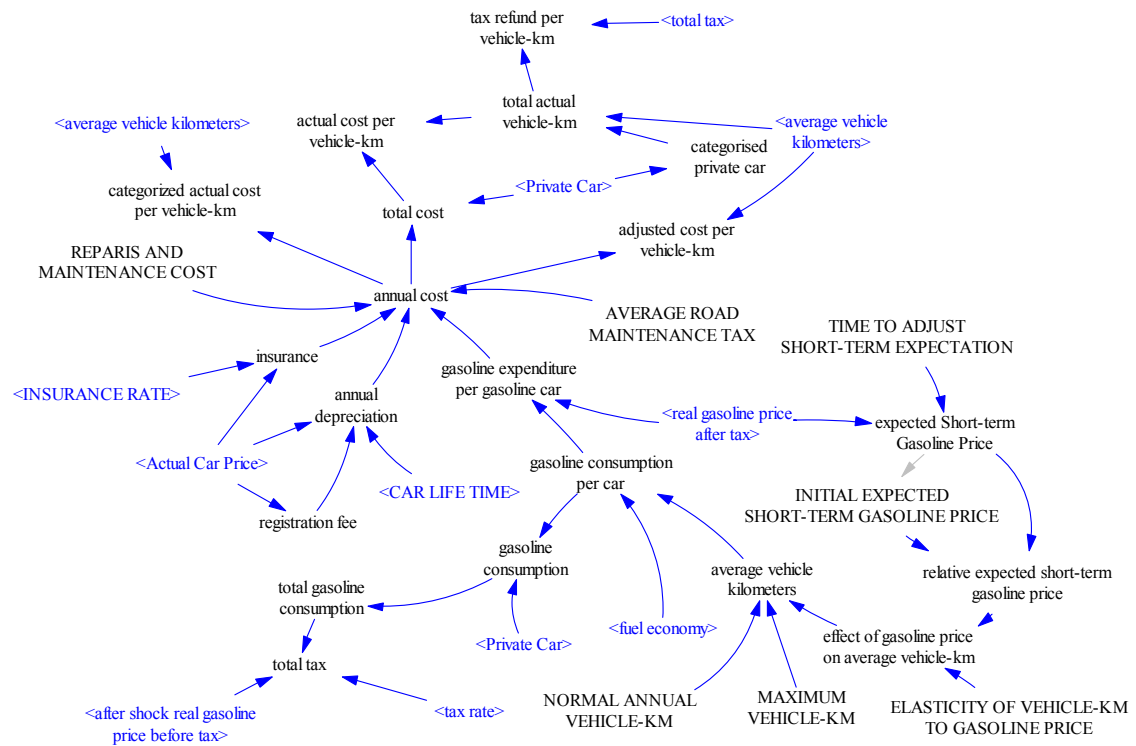 tax refund per
vehicle-km
<total tax>
total actual
vehicle-km
<average vehicle kilometers>
actual cost per
vehicle-km
<average vehicle
kilometers>
categorised
private car
categorized actual cost
per vehicle-km
<Private Car>
total cost
adjusted cost per
vehicle-km
REPARIS AND
MAINTENANCE COST
annual cost
AVERAGE ROAD
MAINTENANCE TAX
TIME TO ADJUST
SHORT-TERM EXPECTATION
insurance
gasoline expenditure
per gasoline car
<INSURANCE RATE>
annual
depreciation
<real gasoline price
after tax>
expected Short-term
Gasoline Price
<Actual Car Price>
gasoline consumption
per car
<CAR LIFE TIME>
INITIAL EXPECTED
SHORT-TERM GASOLINE PRICE
registration fee
gasoline
consumption
average vehicle
kilometers
relative expected short-term
gasoline price
total gasoline
consumption
<Private Car>
<fuel economy>
effect of gasoline price
on average vehicle-km
total tax
<after shock real gasoline
price before tax>
<tax rate>
NORMAL ANNUAL
VEHICLE-KM
MAXIMUM
VEHICLE-KM
ELASTICITY OF VEHICLE-KM
TO GASOLINE PRICE